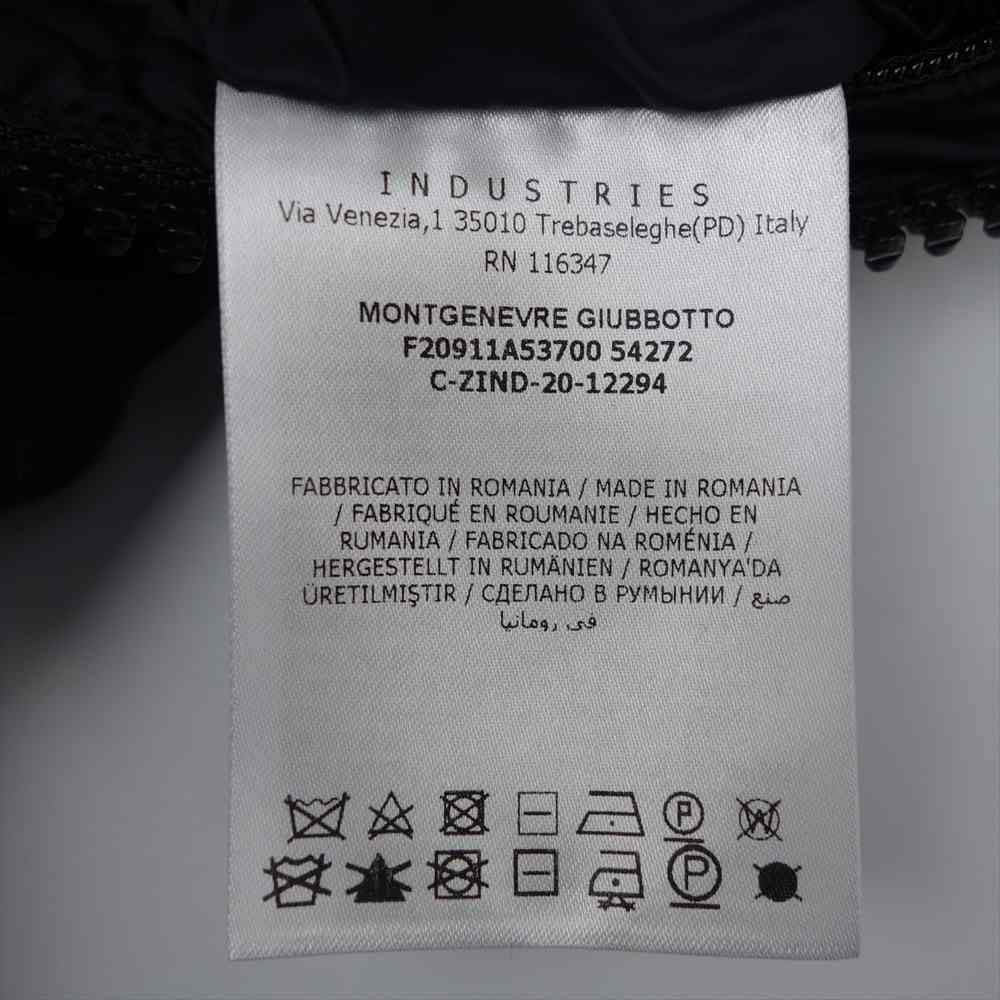 INDUSTRIES
Via Venezia,1 35010 Trebaseleghe(PD) Italy
RN 116347
MONTGENEVRE GIUBBOTTO
F20911A53700 54272
C-ZIND-20-12294
FABBRICATO IN ROMANIA / MADE IN ROMANIA
/ FABRIQUÉ EN ROUMANIE / HECHO EN
RUMANIA / FABRICADO NA ROMÉNIA /
HERGESTELLT IN RUMÄNIEN / ROMANYA'DA
ÜRETILMIŞTIR / СДЕЛАНО В РУМЫНИИ / صنع
في رومانيا
P W
P